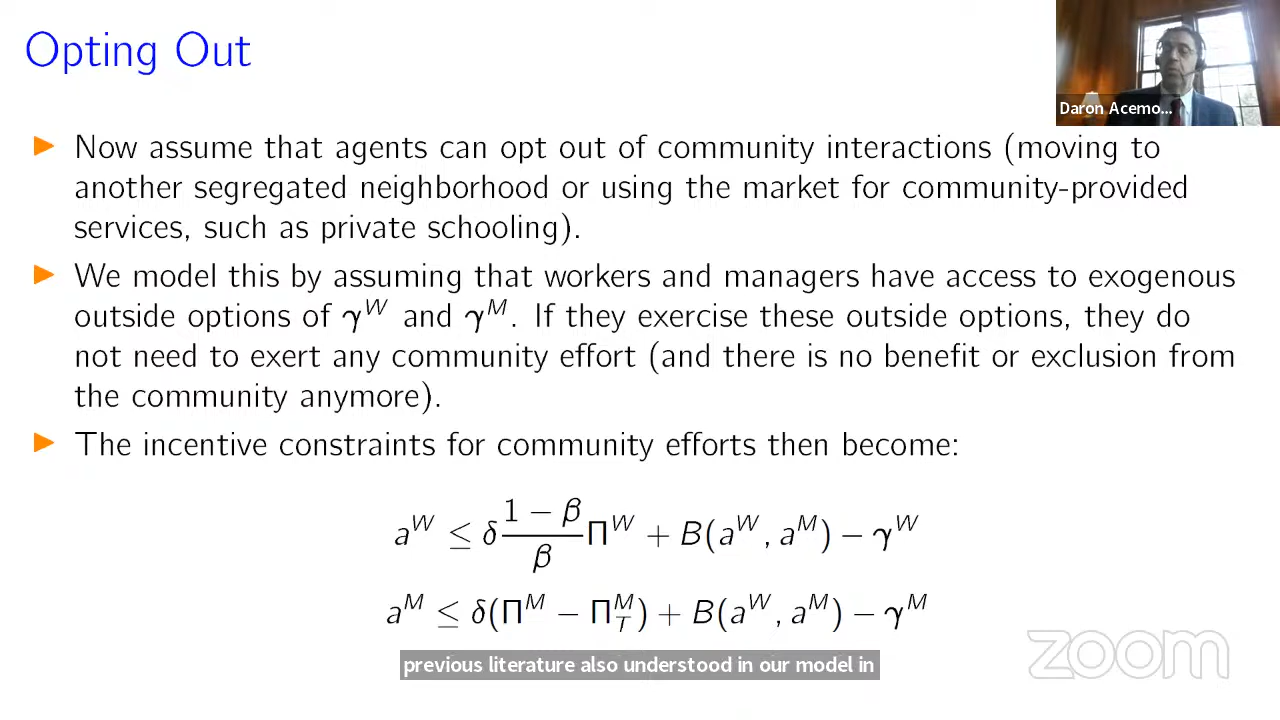 Opting Out
Daron Acemo...
▶ Now assume that agents can opt out of community interactions (moving to
another segregated neighborhood or using the market for community-provided
services, such as private schooling).
▶ We model this by assuming that workers and managers have access to exogenous
outside options of γ^W and γ^M. If they exercise these outside options, they do
not need to exert any community effort (and there is no benefit or exclusion from
the community anymore).
▶ The incentive constraints for community efforts then become:
a^W ≤ δ \frac{1 − β}{β} Π^W + B(a^W, a^M) − γ^W
a^M ≤ δ(Π^M − Π^M_T) + B(a^W, a^M) − γ^M
previous literature also understood in our model in
zoom